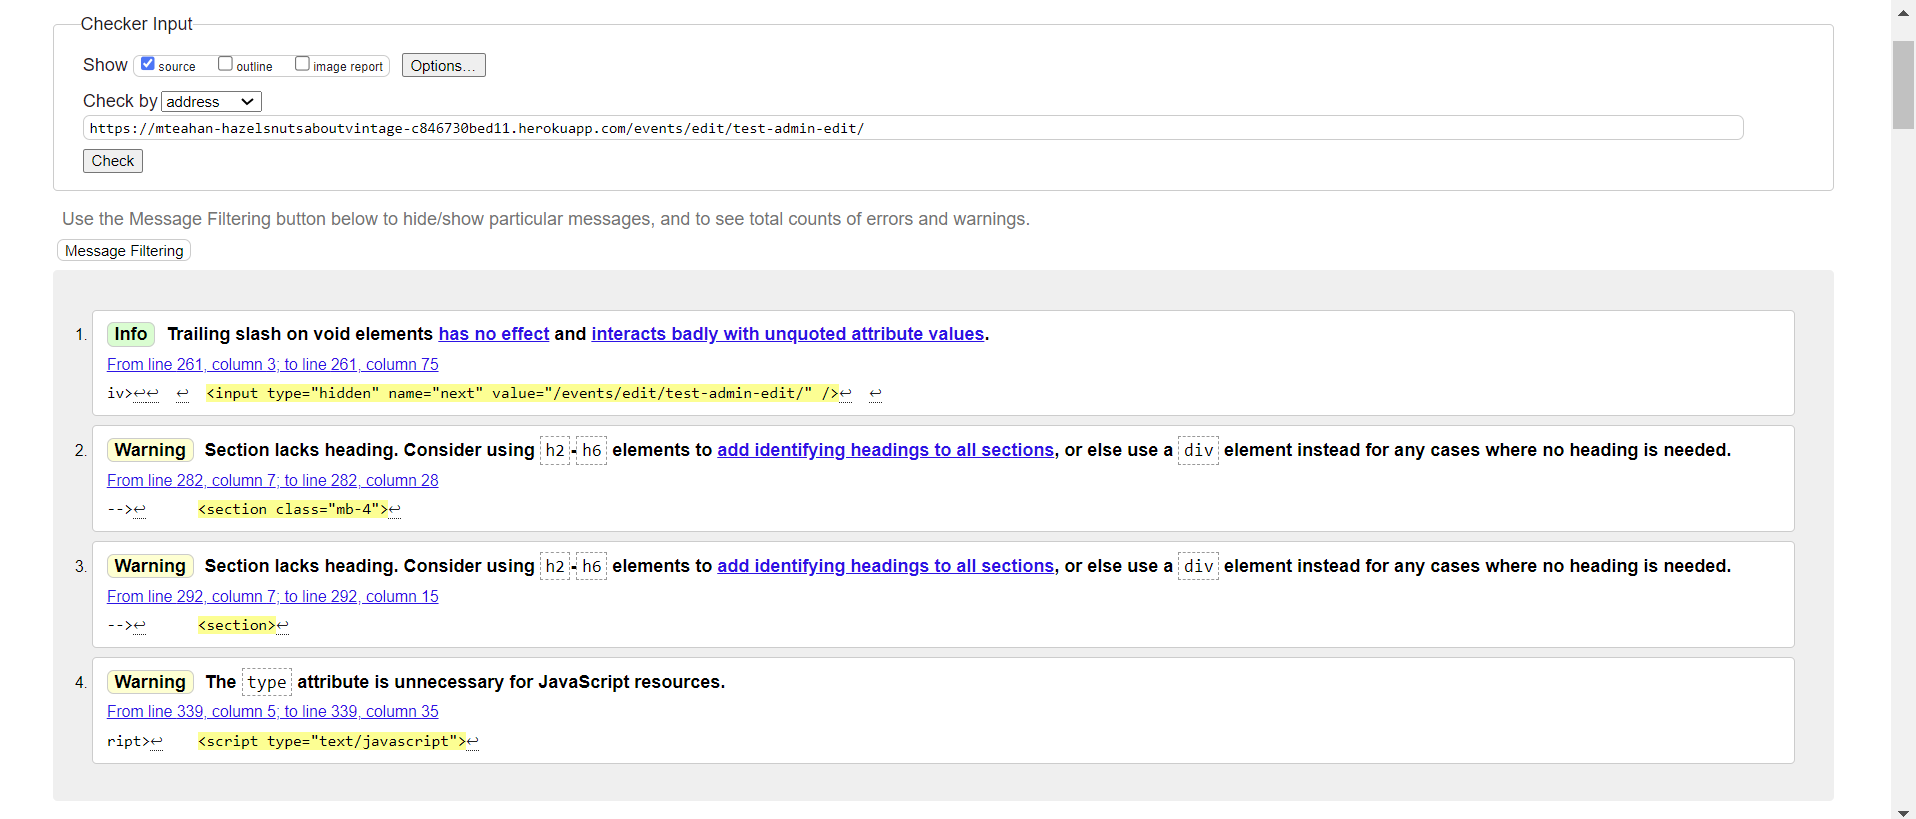 Checker Input
Show source outline image report Options...
Check by address
https://mteahan-hazelsnutsaboutvintage-c846730bed11.herokuapp.com/events/edit/test-admin-edit/
Check
Use the Message Filtering button below to hide/show particular messages, and to see total counts of errors and warnings.
Message Filtering
1. Info Trailing slash on void elements has no effect and interacts badly with unquoted attribute values.
From line 261, column 3; to line 261, column 75
iv>↩↩ ↩ <input type="hidden" name="next" value="/events/edit/test-admin-edit/" />↩ ↩
2. Warning Section lacks heading. Consider using h2-h6 elements to add identifying headings to all sections, or else use a div element instead for any cases where no heading is needed.
From line 282, column 7; to line 282, column 28
-->↩ <section class="mb-4">↩
3. Warning Section lacks heading. Consider using h2-h6 elements to add identifying headings to all sections, or else use a div element instead for any cases where no heading is needed.
From line 292, column 7; to line 292, column 15
-->↩ <section>↩
4. Warning The type attribute is unnecessary for JavaScript resources.
From line 339, column 5; to line 339, column 35
ript>↩ <script type="text/javascript">↩